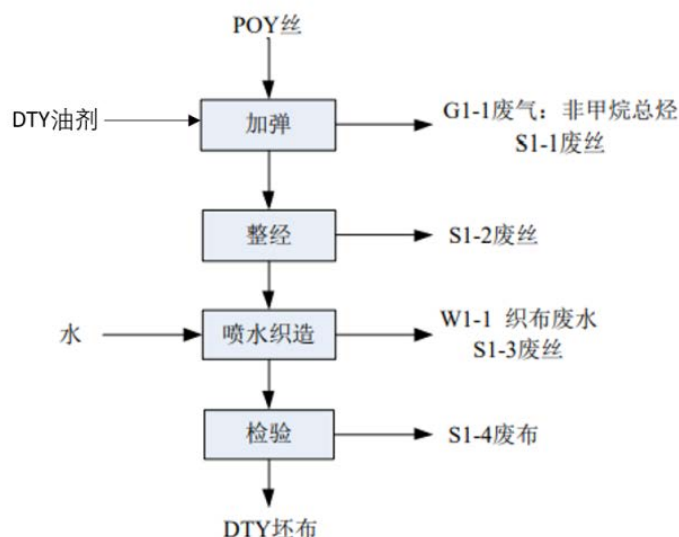 POY丝
DTY油剂
加弹
G1-1废气：非甲烷总烃
S1-1废丝
整经
S1-2废丝
水
喷水织造
W1-1 织布废水
S1-3废丝
检验
S1-4废布
DTY坯布